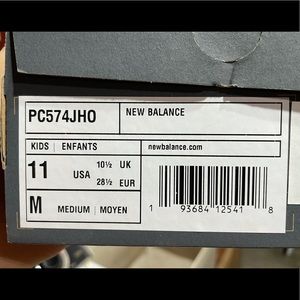 PC574JHO
NEW BALANCE
KIDS | ENFANTS
newbalance.com
11 USA 10½ UK
28½ EUR
M MEDIUM | MOYEN
1 93684 12541 8